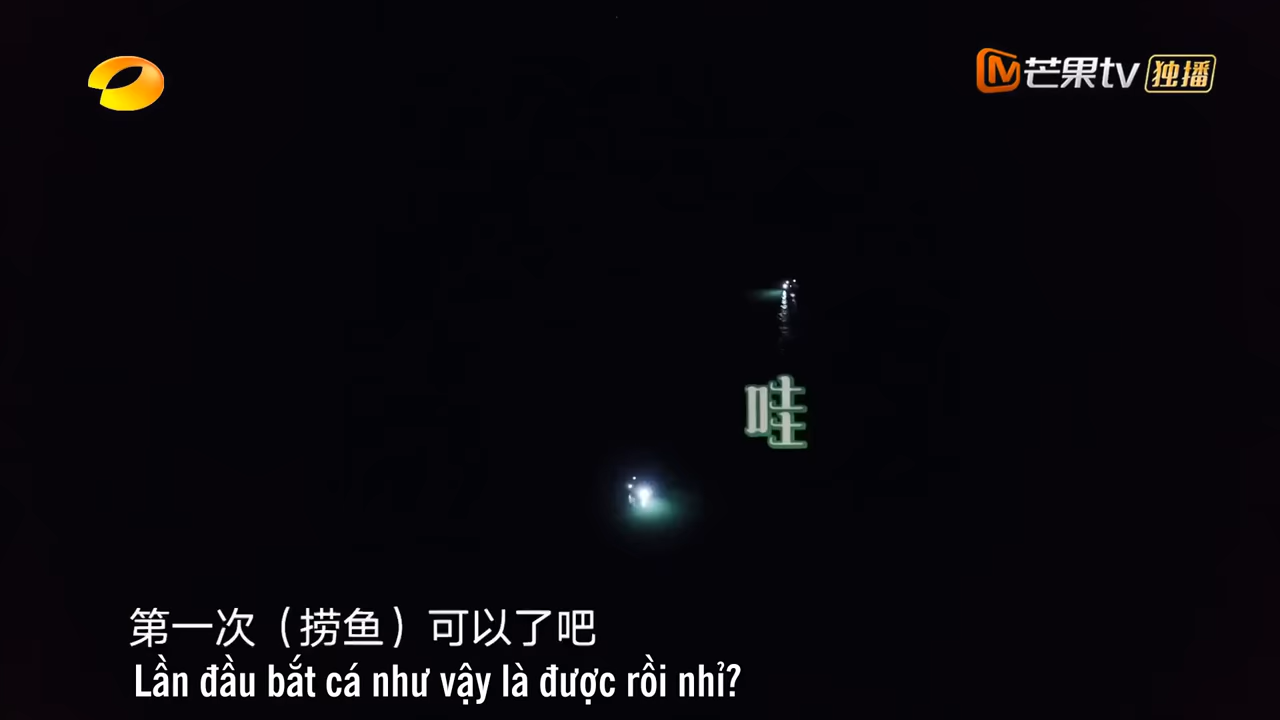 芒果tv 独播
哇
第一次（捞鱼）可以了吧
Lần đầu bắt cá như vậy là được rồi nhỉ?